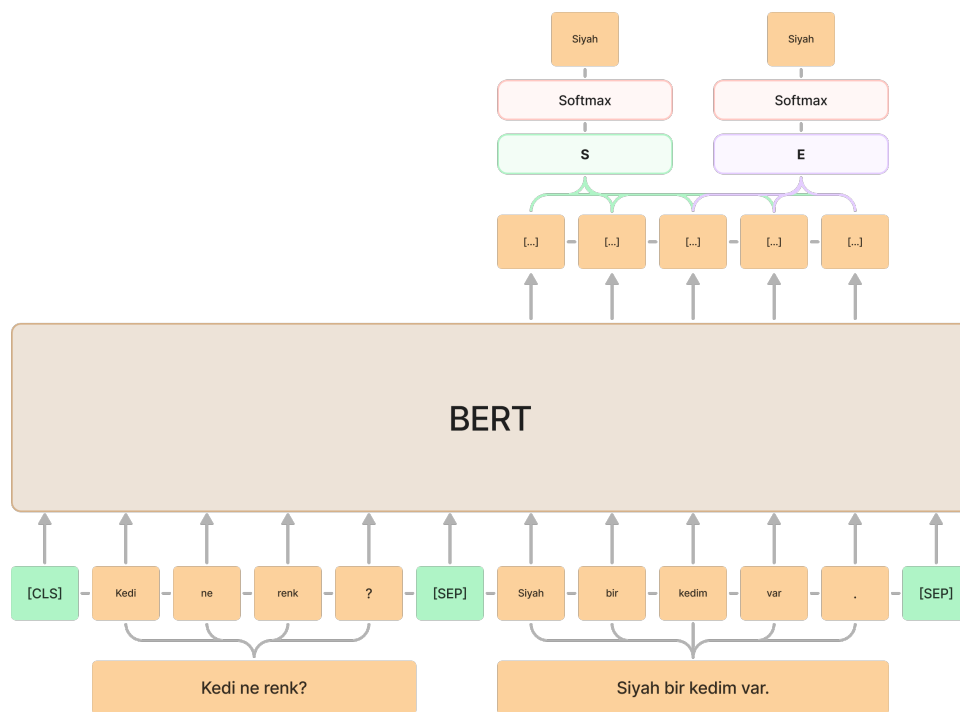 Siyah
Siyah
Softmax
Softmax
S
E
[...]
[...]
[...]
[...]
[...]
BERT
[CLS]
Kedi
ne
renk
?
[SEP]
Siyah
bir
kedim
var
.
[SEP]
Kedi ne renk?
Siyah bir kedim var.